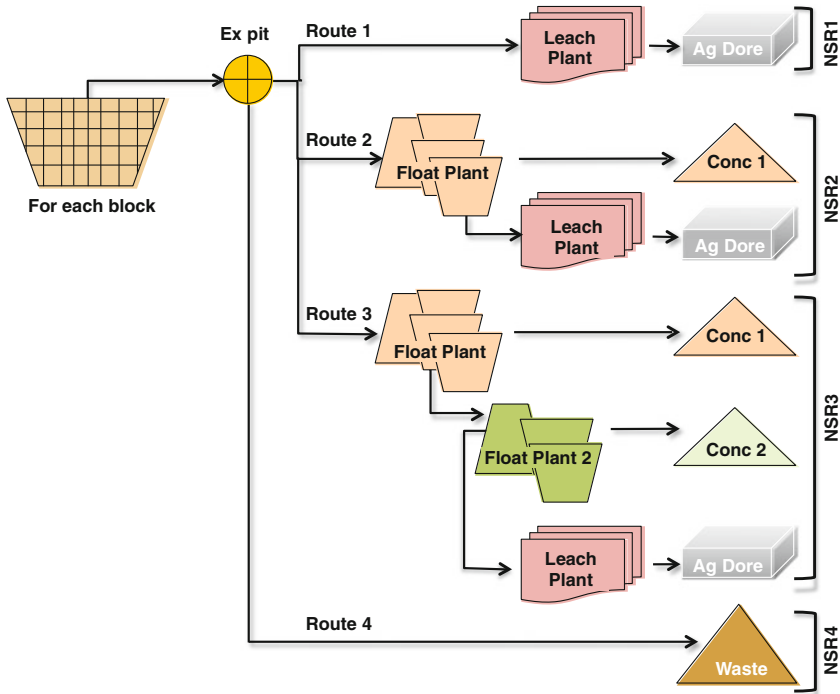 Ex pit
For each block
Route 1
Leach
Plant
Ag Dore
NSR1
Route 2
Float Plant
Conc 1
Leach
Plant
Ag Dore
NSR2
Route 3
Float Plant
Conc 1
Float Plant 2
Conc 2
Leach
Plant
Ag Dore
NSR3
Route 4
Waste
NSR4